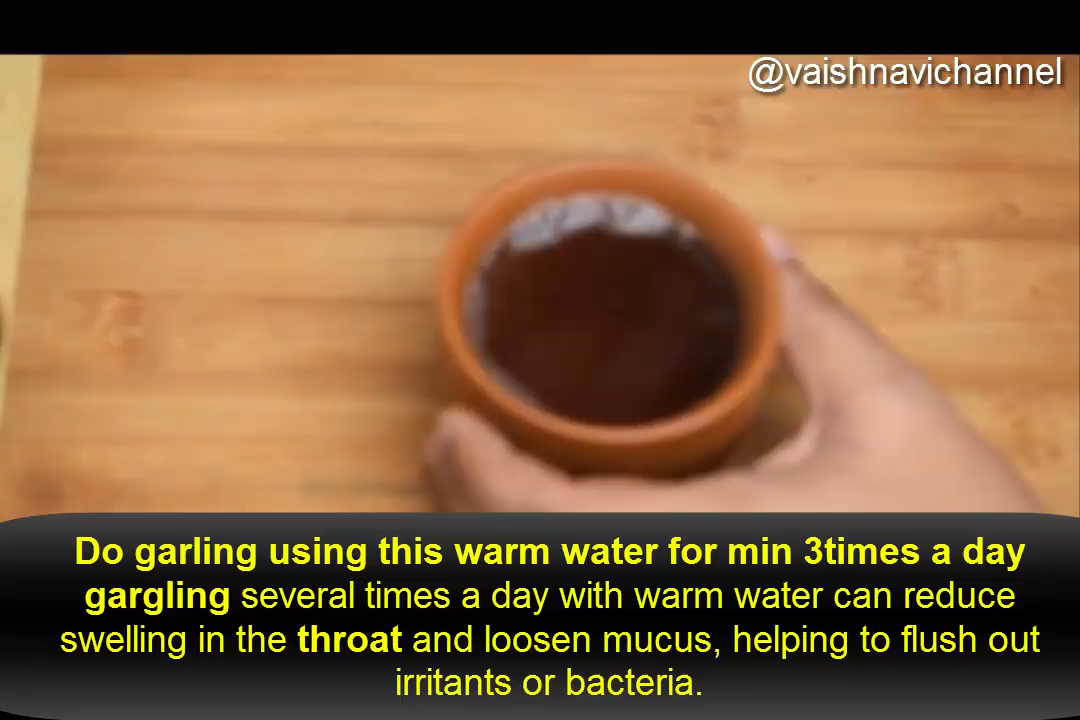 @vaishnavichannel
Do garling using this warm water for min 3times a day
gargling several times a day with warm water can reduce
swelling in the throat and loosen mucus, helping to flush out
irritants or bacteria.